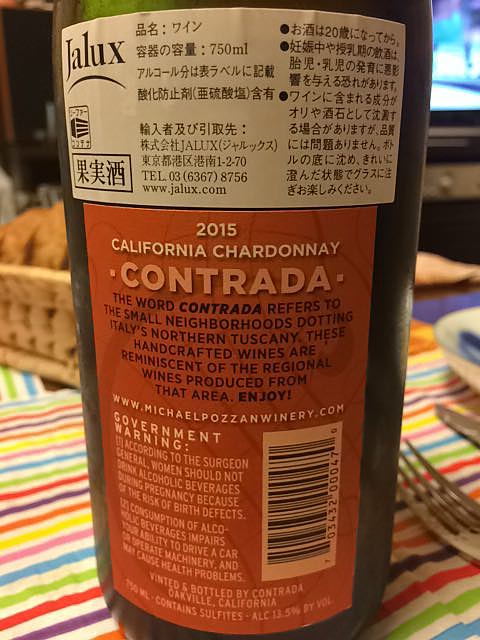 Jalux
品名：ワイン
容器の容量：750ml
アルコール分は表ラベルに記載
酸化防止剤(亜硫酸塩)含有
輸入者及び引取先：
株式会社JALUX(ジャルックス)
東京都港区港南1-2-70
TEL.03(6367)8756
www.jalux.com
リーファー
コンテナ
果実酒
●お酒は20歳になってから。
●妊娠中や授乳期の飲酒は、
胎児・乳児の発育に悪影
響を与える恐れがあります。
●ワインに含まれる成分が
オリや酒石として沈澱す
る場合がありますが、品質
には問題ありません。ボト
ルの底に沈め、きれいに
澄んだ状態でグラスに注
ぎお楽しみください。
2015
CALIFORNIA CHARDONNAY
·CONTRADA·
THE WORD CONTRADA REFERS TO
THE SMALL NEIGHBORHOODS DOTTING
ITALY'S NORTHERN TUSCANY. THESE
HANDCRAFTED WINES ARE
REMINISCENT OF THE REGIONAL
WINES PRODUCED FROM
THAT AREA. ENJOY!
WWW.MICHAELPOZZANWINERY.COM
GOVERNMENT
WARNING:
(1) ACCORDING TO THE SURGEON
GENERAL, WOMEN SHOULD NOT
DRINK ALCOHOLIC BEVERAGES
DURING PREGNANCY BECAUSE
OF THE RISK OF BIRTH DEFECTS.
(2) CONSUMPTION OF ALCO-
HOLIC BEVERAGES IMPAIRS
YOUR ABILITY TO DRIVE A CAR
OR OPERATE MACHINERY, AND
MAY CAUSE HEALTH PROBLEMS.
7 03432 00047 0
VINTED & BOTTLED BY CONTRADA
OAKVILLE, CALIFORNIA
750 ML · CONTAINS SULFITES · ALC 13.5% BY VOL.